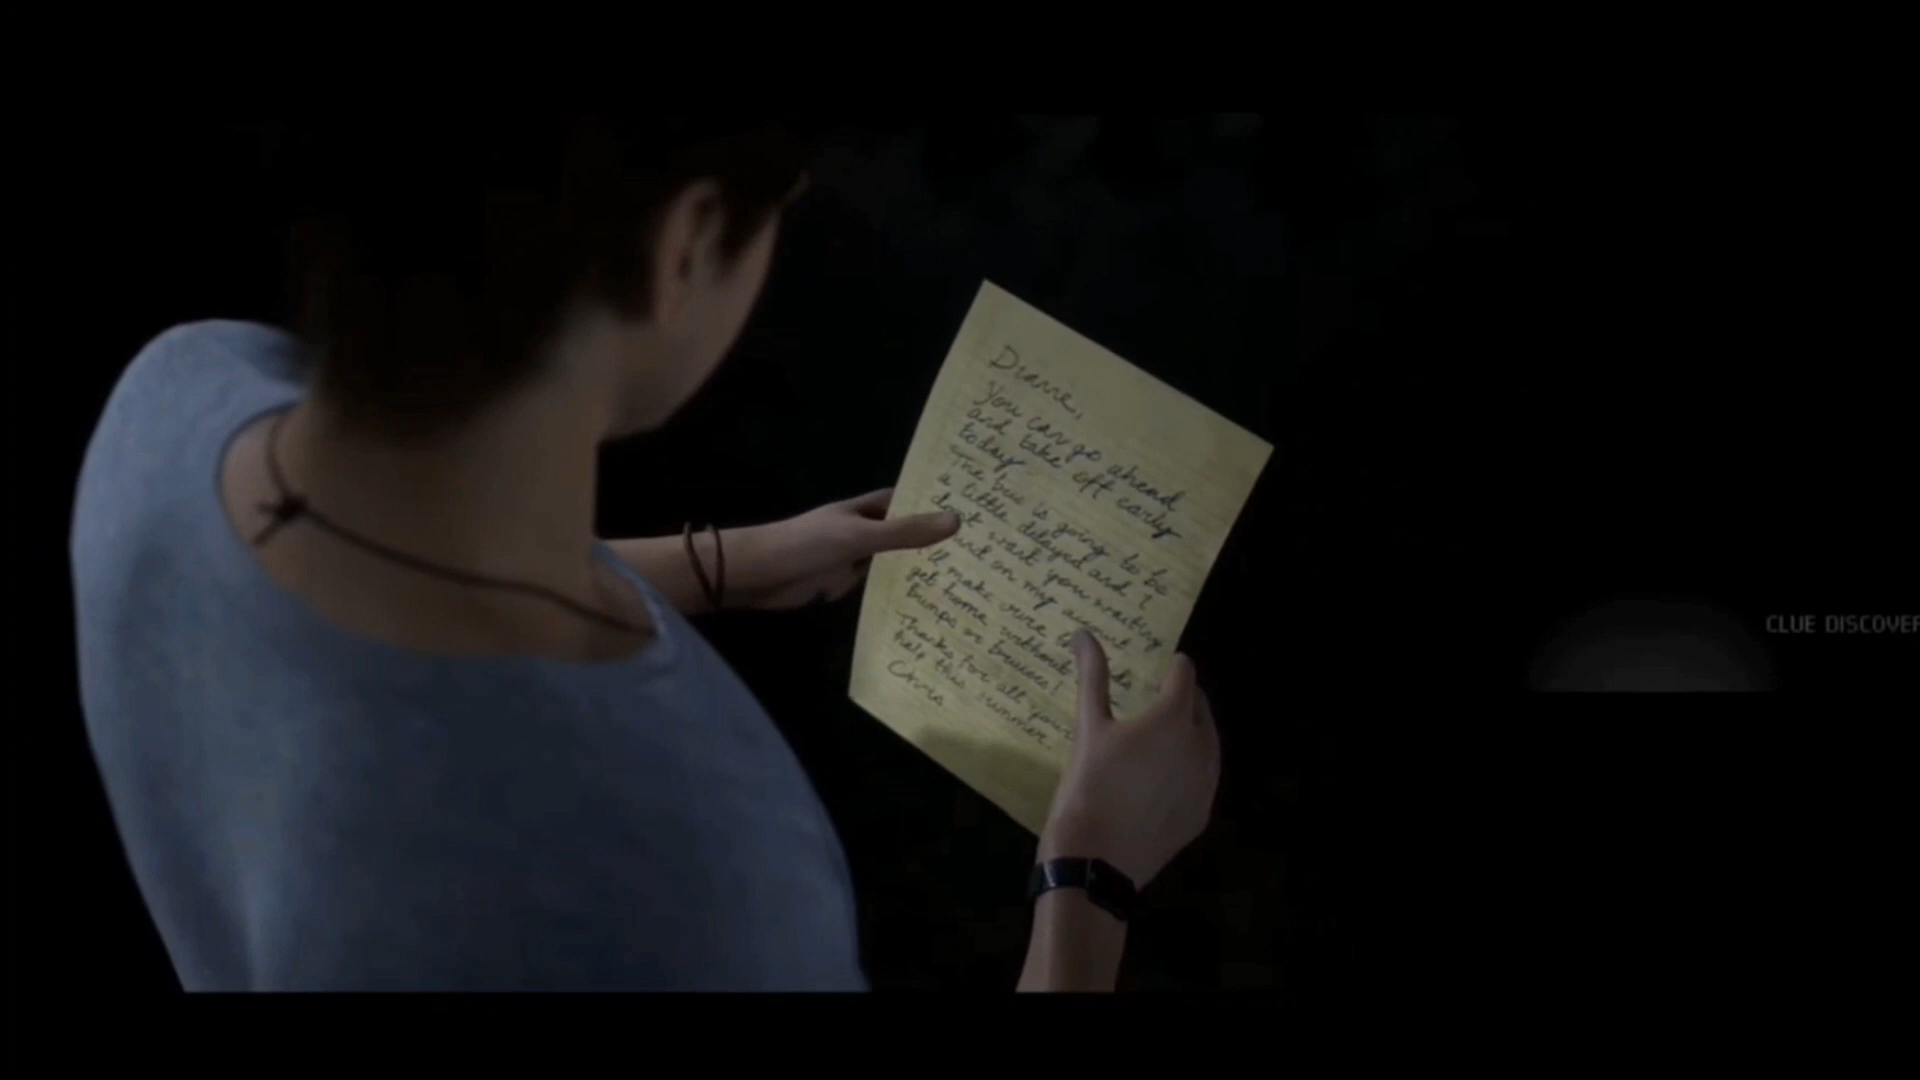 Dianne,
You can go ahead
and take off early
today.
The bus is going to be
a little delayed and I
don't want you waiting
on my account
I'll make sure
get home without
bumps or bruises!
Thanks for all your
help this summer.
Chris
CLUE DISCOVER